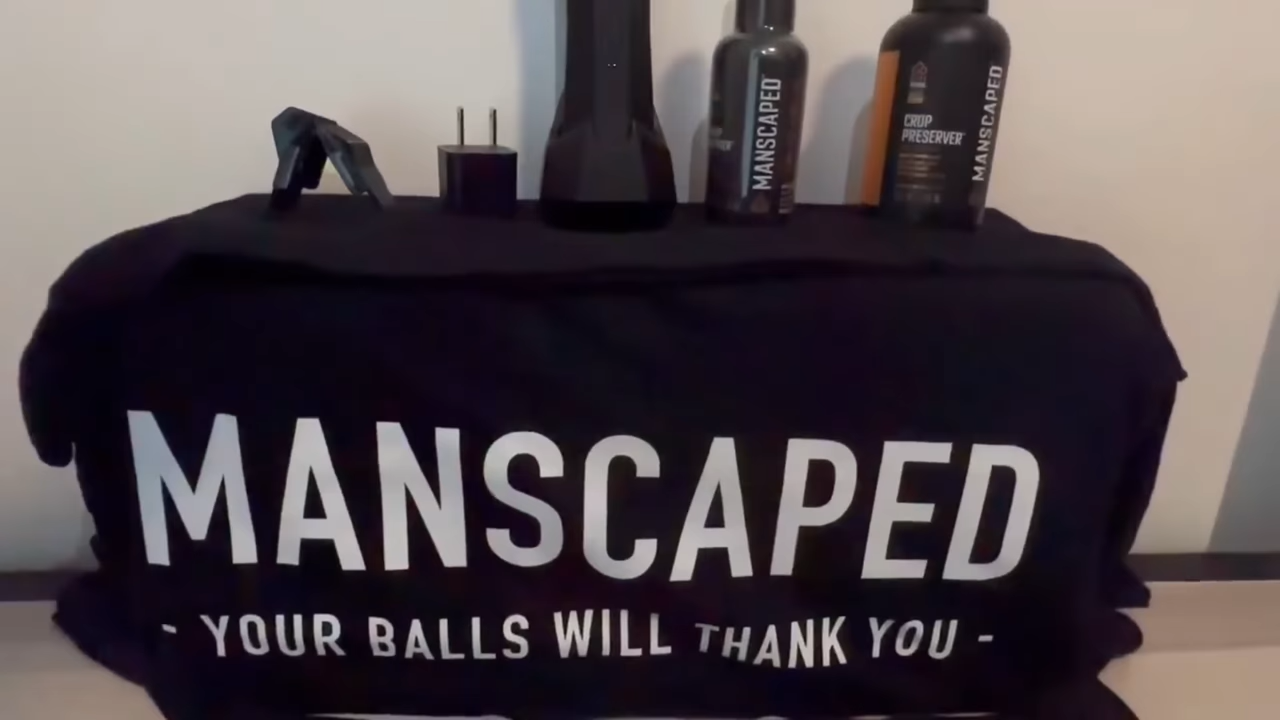 MANSCAPED
CROP
PRESERVER
MANSCAPED
MANSCAPED
- YOUR BALLS WILL THANK YOU -